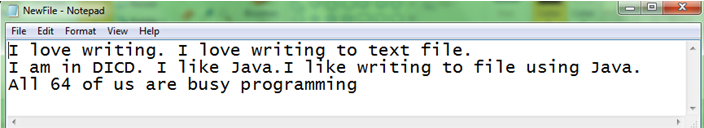 NewFile - Notepad
File Edit Format View Help
I love writing. I love writing to text file.
I am in DICD. I like Java.I like writing to file using Java.
All 64 of us are busy programming